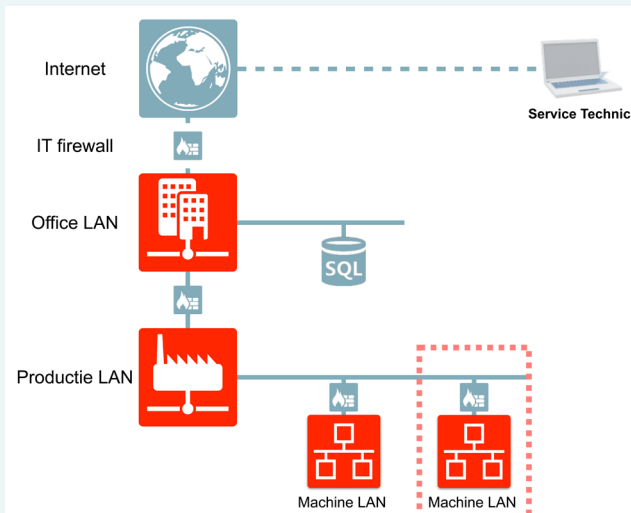 Internet
Service Technic
IT firewall
Office LAN
SQL
Productie LAN
Machine LAN
Machine LAN